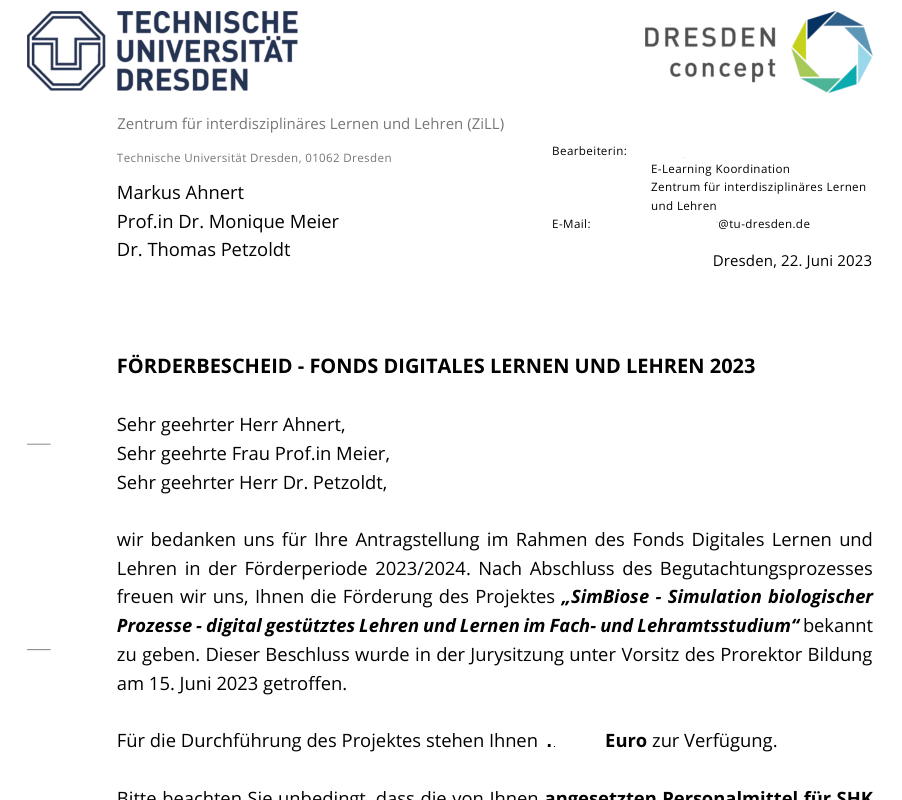 TECHNISCHE
UNIVERSITÄT
DRESDEN
DRESDEN
concept
Zentrum für interdisziplinäres Lernen und Lehren (ZiLL)
Technische Universität Dresden, 01062 Dresden
Markus Ahnert
Prof.in Dr. Monique Meier
Dr. Thomas Petzoldt
Bearbeiterin:
E-Learning Koordination
Zentrum für interdisziplinäres Lernen
und Lehren
E-Mail: @tu-dresden.de
Dresden, 22. Juni 2023
FÖRDERBESCHEID - FONDS DIGITALES LERNEN UND LEHREN 2023
Sehr geehrter Herr Ahnert,
Sehr geehrte Frau Prof.in Meier,
Sehr geehrter Herr Dr. Petzoldt,
wir bedanken uns für Ihre Antragstellung im Rahmen des Fonds Digitales Lernen und
Lehren in der Förderperiode 2023/2024. Nach Abschluss des Begutachtungsprozesses
freuen wir uns, Ihnen die Förderung des Projektes „SimBiose - Simulation biologischer
Prozesse - digital gestütztes Lehren und Lernen im Fach- und Lehramtsstudium“ bekannt
zu geben. Dieser Beschluss wurde in der Jurysitzung unter Vorsitz des Prorektor Bildung
am 15. Juni 2023 getroffen.
Für die Durchführung des Projektes stehen Ihnen . Euro zur Verfügung.
Bitte beachten Sie unbedingt, dass die von Ihnen angesetzten Personalmittel für SHK